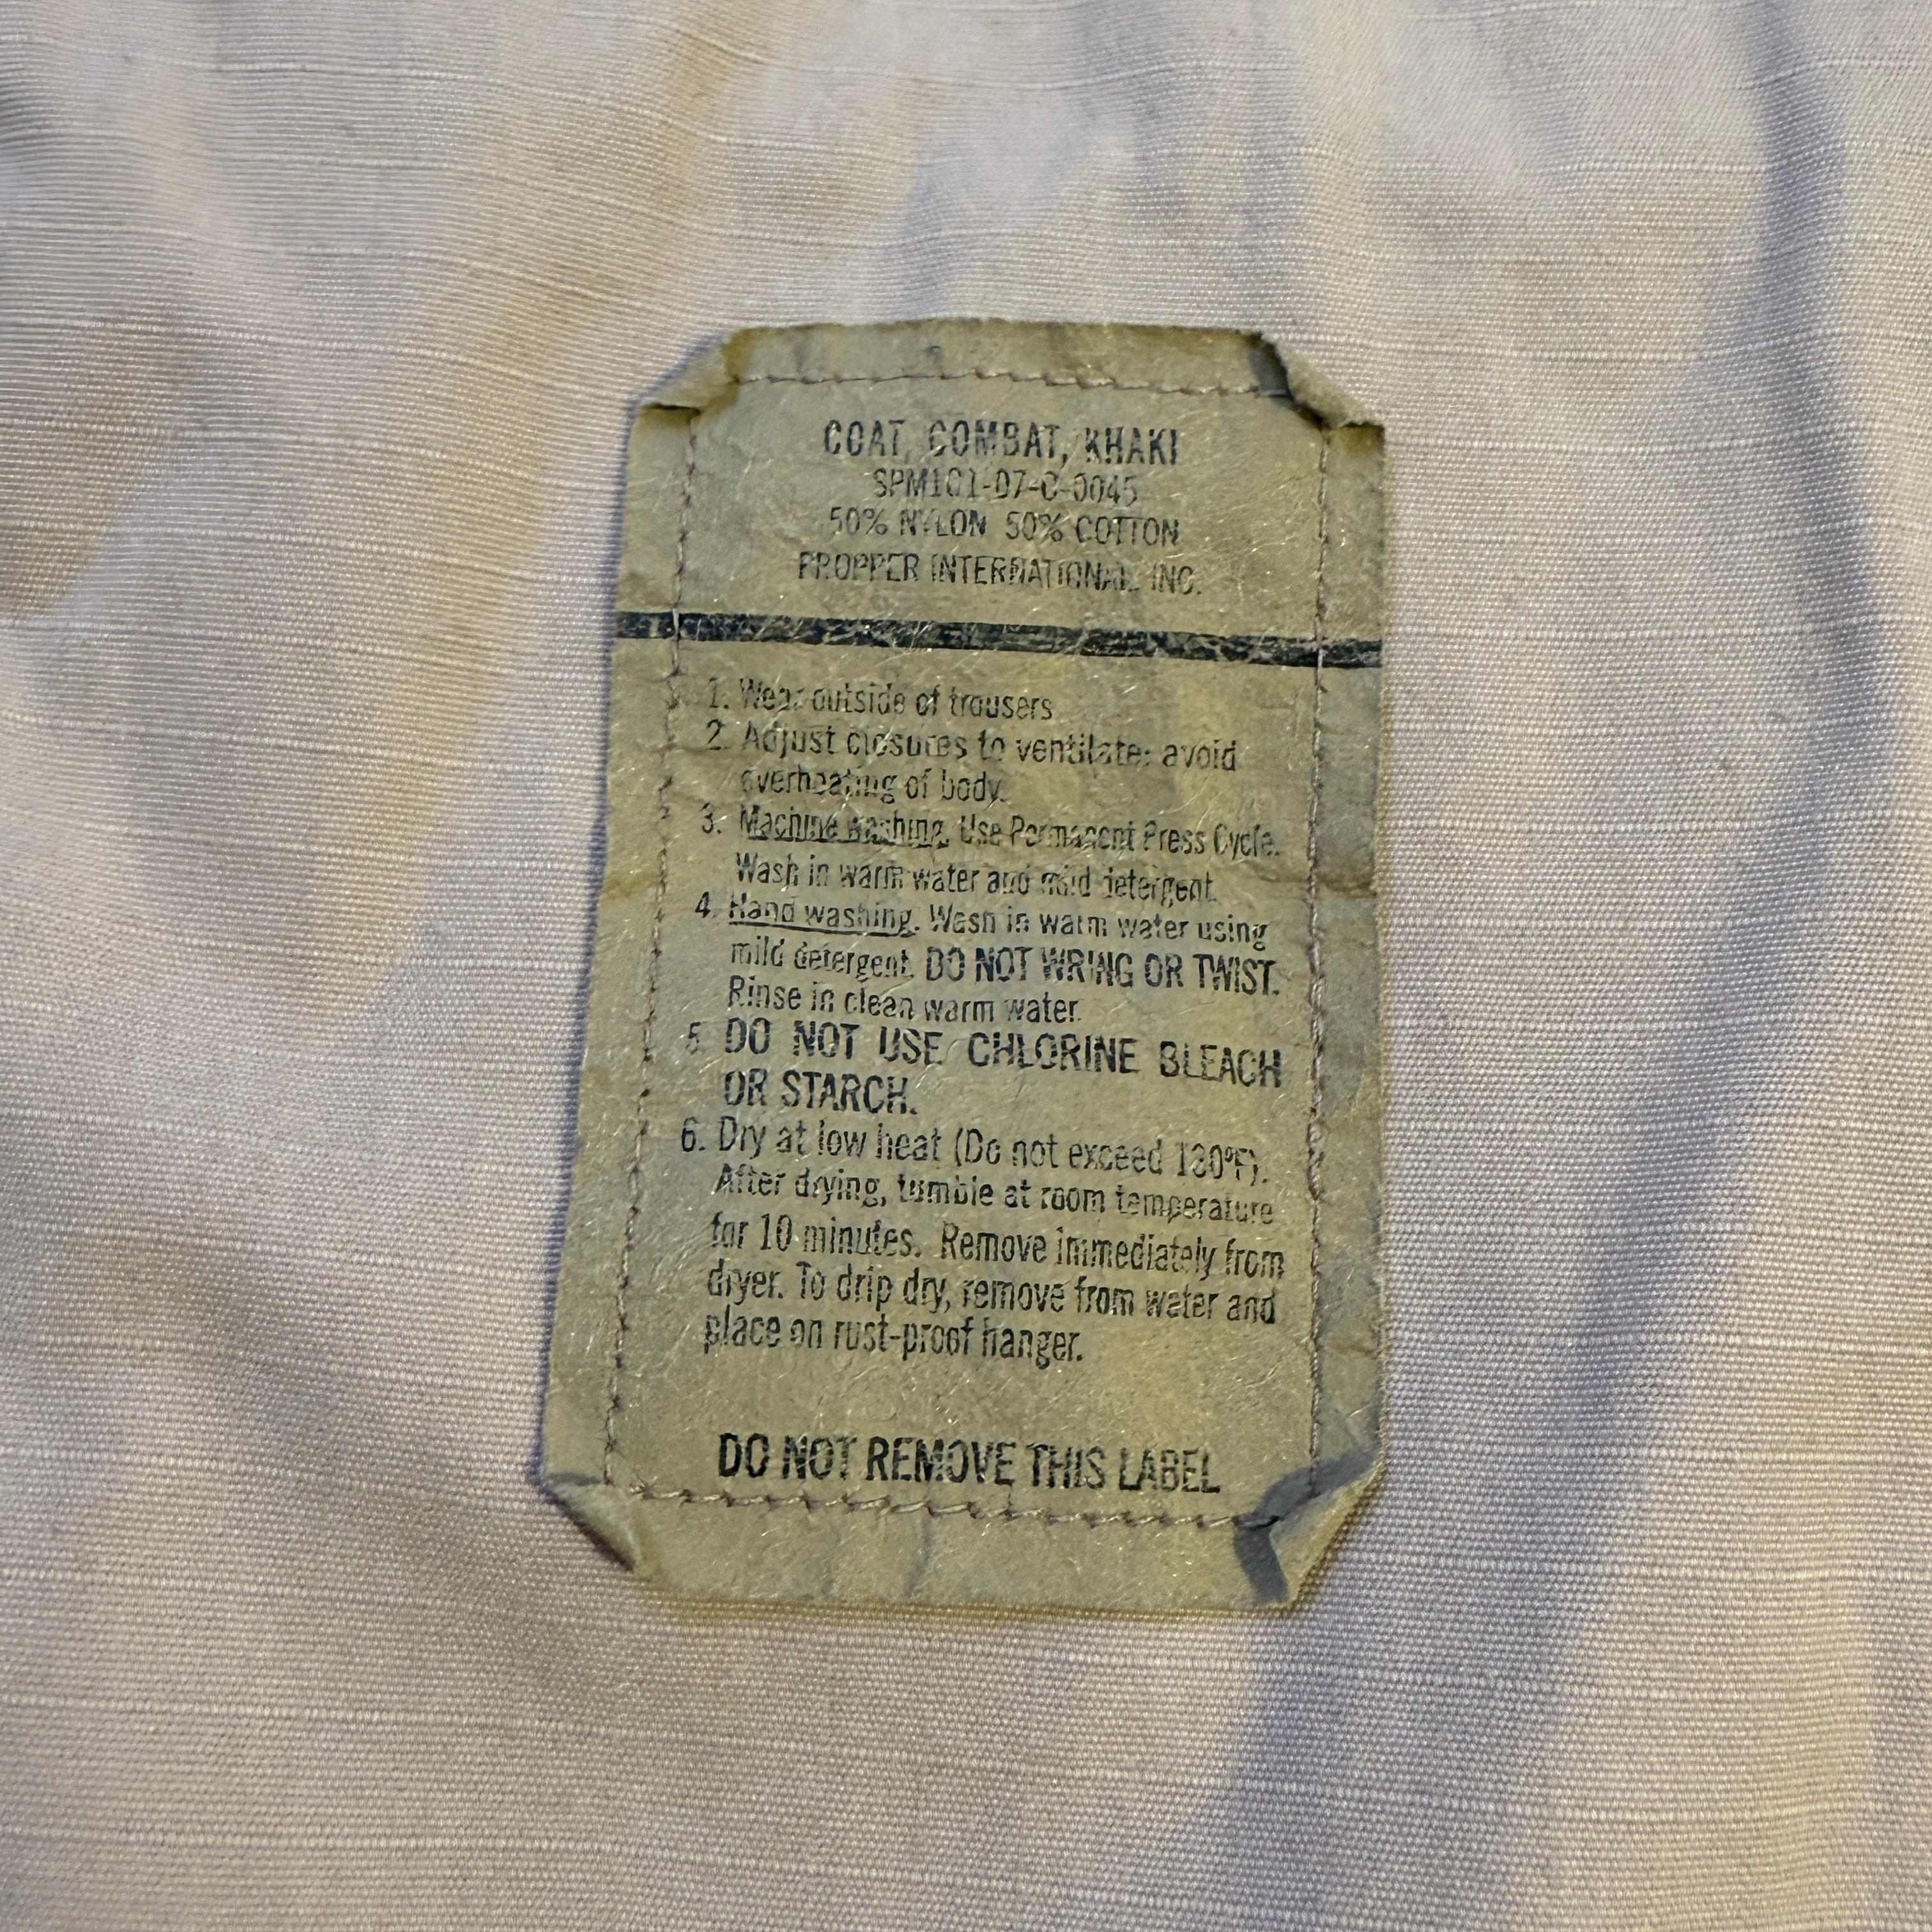 COAT, COMBAT, KHAKI
SPM1C1-07-C-0045
50% NYLON 50% COTTON
PROPPER INTERNATIONAL INC.
1. Wear outside of trousers
2. Adjust closures to ventilate; avoid
overheating of body.
3. Machine washing. Use Permanent Press Cycle.
Wash in warm water and mild detergent.
4. Hand washing. Wash in warm water using
mild detergent. DO NOT WRING OR TWIST.
Rinse in clean warm water.
5. DO NOT USE CHLORINE BLEACH
OR STARCH.
6. Dry at low heat (Do not exceed 130°F).
After drying, tumble at room temperature
for 10 minutes. Remove immediately from
dryer. To drip dry, remove from water and
place on rust-proof hanger.
DO NOT REMOVE THIS LABEL